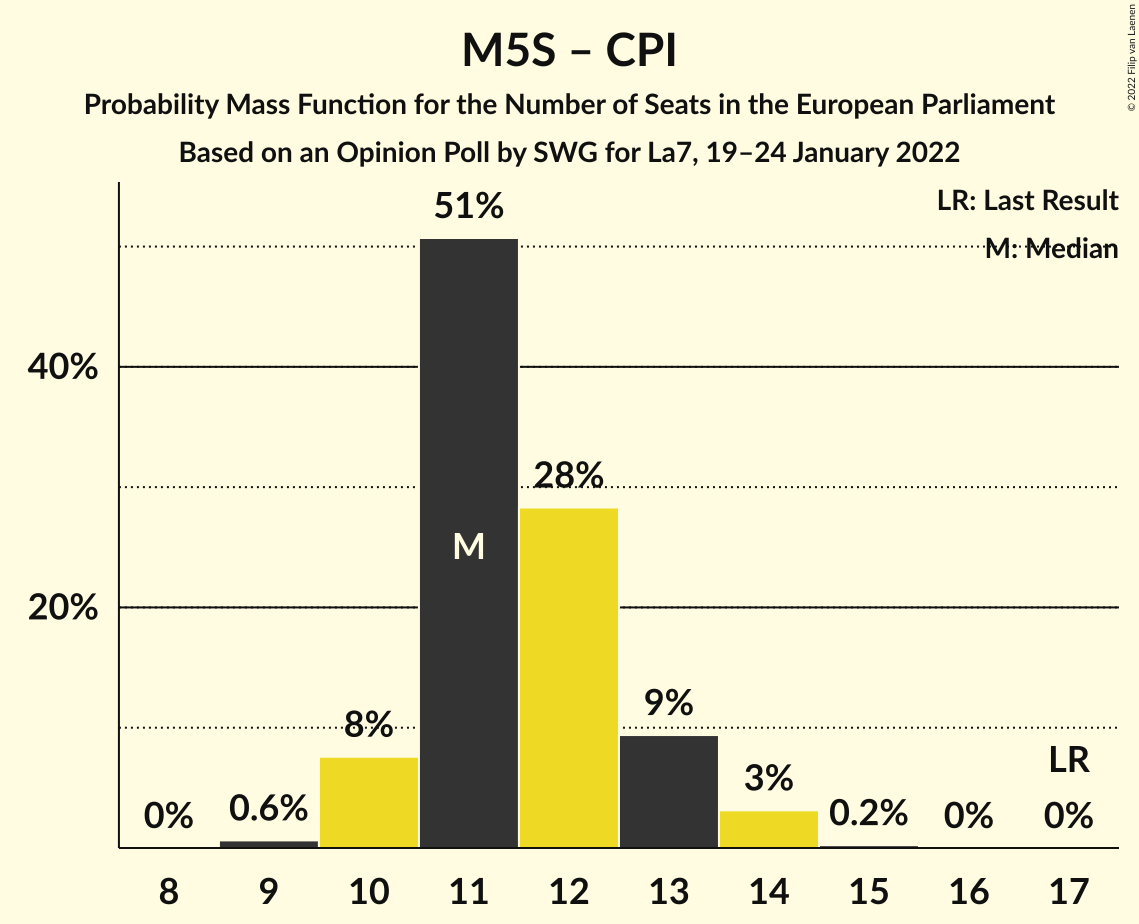 M5S – CPI
Probability Mass Function for the Number of Seats in the European Parliament
Based on an Opinion Poll by SWG for La7, 19–24 January 2022
© 2022 Filip van Laenen
LR: Last Result
M: Median
51%
40%
28%
M
20%
9%
8%
LR
3%
0% 0.6% 0.2% 0% 0%
8 9 10 11 12 13 14 15 16 17